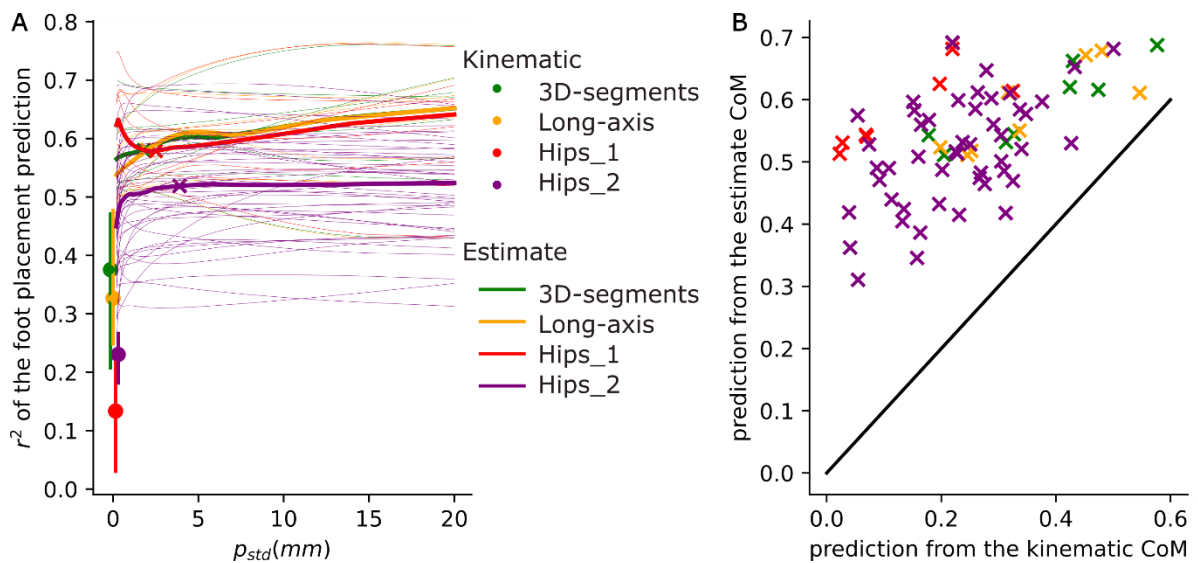 A
r² of the foot placement prediction
0.8
0.7
0.6
0.5
0.4
0.3
0.2
0.1
0.0
0
5
10
15
20
p_std(mm)
Kinematic
3D-segments
Long-axis
Hips_1
Hips_2
Estimate
3D-segments
Long-axis
Hips_1
Hips_2
B
prediction from the estimate CoM
0.7
0.6
0.5
0.4
0.3
0.2
0.1
0.0
0.0
0.2
0.4
0.6
prediction from the kinematic CoM